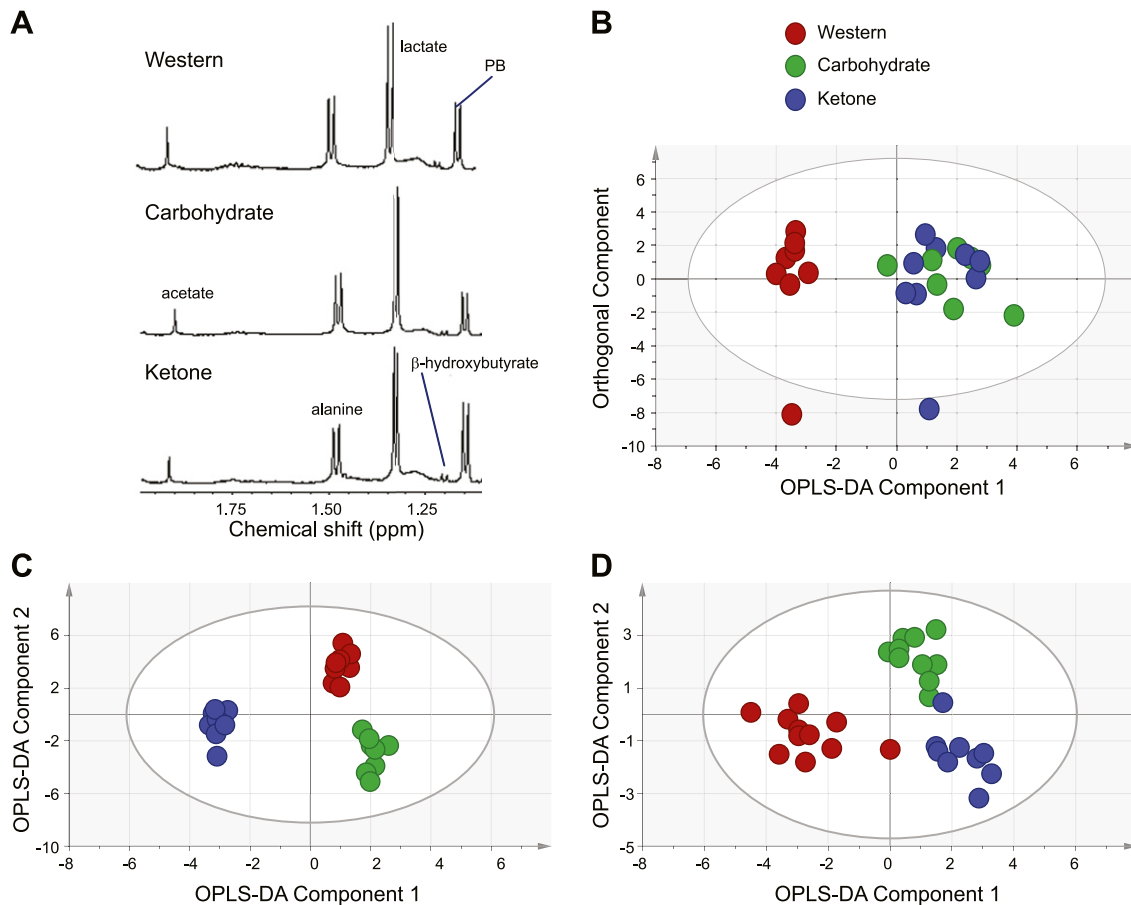 A
Western
lactate
PB
Carbohydrate
acetate
β-hydroxybutyrate
Ketone
alanine
1.75 1.50 1.25
Chemical shift (ppm)
B
Western
Carbohydrate
Ketone
Orthogonal Component
6
4
2
0
-2
-4
-6
-8
-10
-8 -6 -4 -2 0 2 4 6
OPLS-DA Component 1
C
OPLS-DA Component 2
6
2
-2
-6
-10
-8 -6 -4 -2 0 2 4 6
OPLS-DA Component 1
D
OPLS-DA Component 2
3
1
-1
-3
-5
-8 -6 -4 -2 0 2 4 6
OPLS-DA Component 1